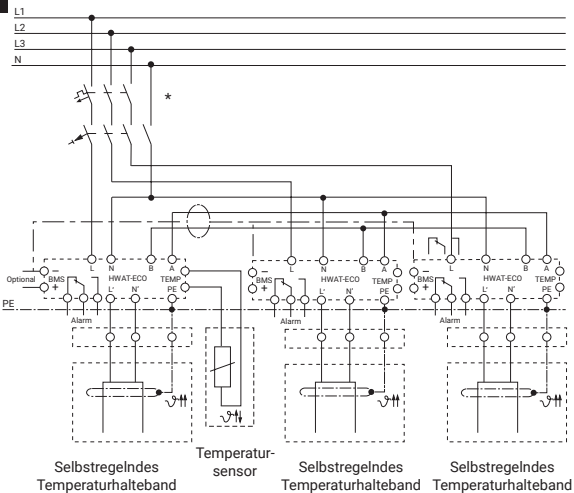 L1
L2
L3
N
*
L N B A
HWAT-ECO
Optional
− BMS +
TEMP
L' N' PE
Alarm
L N B A
HWAT-ECO
− BMS +
TEMP
L' N' PE
Alarm
L N B A
HWAT-ECO
− BMS +
TEMP
L' N' PE
Alarm
PE
ϑ
ϑ
ϑ
ϑ
Selbstregelndes
Temperaturhalteband
Temperatur-
sensor
Selbstregelndes
Temperaturhalteband
Selbstregelndes
Temperaturhalteband